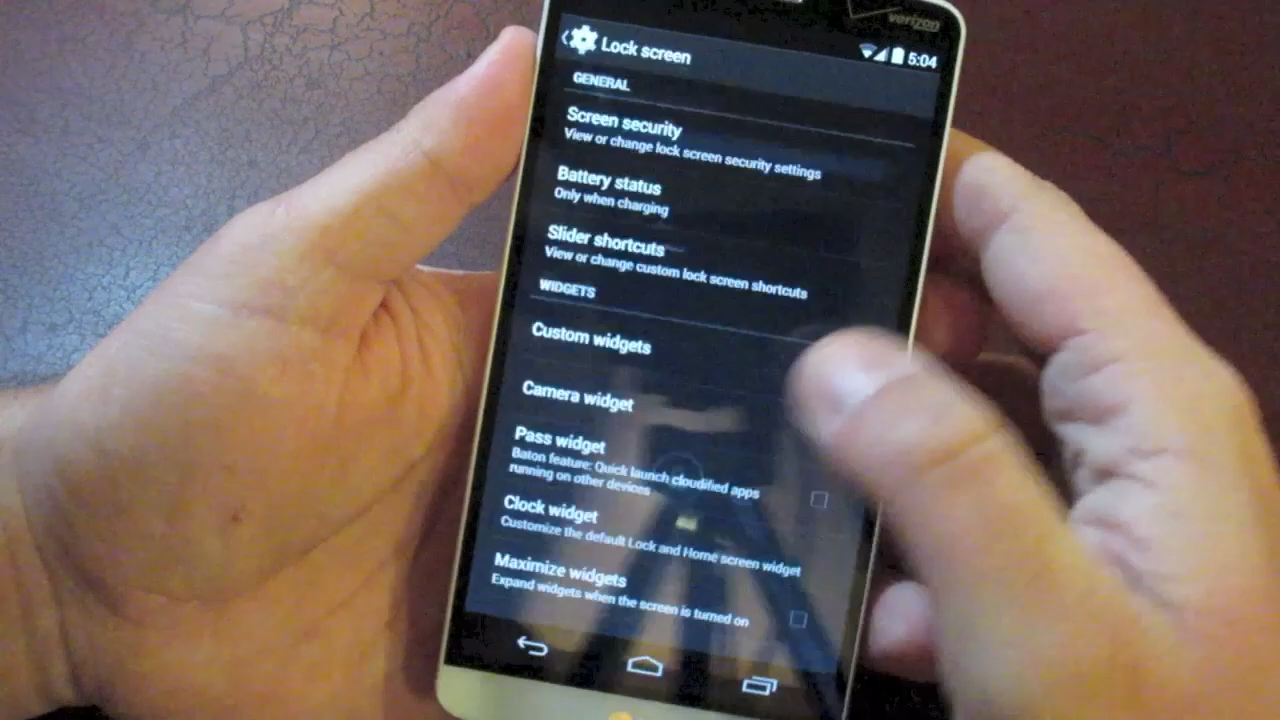 verizon
5:04
Lock screen
GENERAL
Screen security
View or change lock screen security settings
Battery status
Only when charging
Slider shortcuts
View or change custom lock screen shortcuts
WIDGETS
Custom widgets
Camera widget
Pass widget
Baton feature: Quick launch cloudified apps
running on other devices
Clock widget
Customize the default Lock and Home screen widget
Maximize widgets
Expand widgets when the screen is turned on